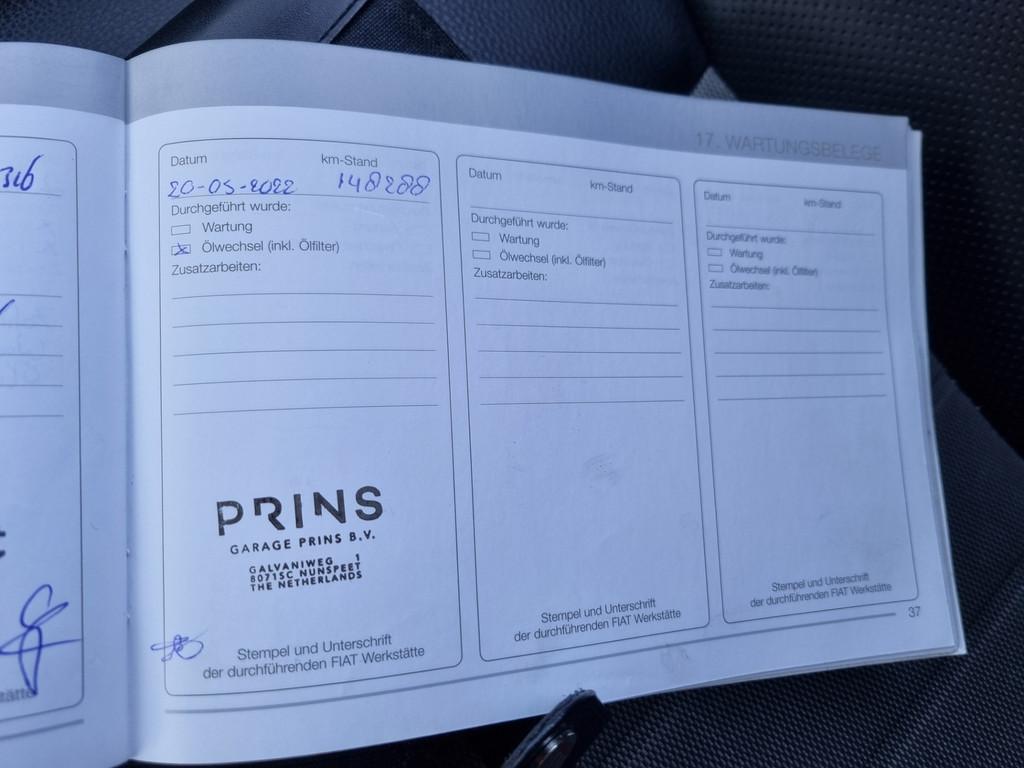 17. WARTUNGSBELEGE
Datum km-Stand
20-05-2022 148288
Durchgeführt wurde:
Wartung
Ölwechsel (inkl. Ölfilter)
Zusatzarbeiten:
PRINS
GARAGE PRINS B.V.
GALVANIWEG 1
8071SC NUNSPEET
THE NETHERLANDS
Stempel und Unterschrift
der durchführenden FIAT Werkstätte
Datum km-Stand
Durchgeführt wurde:
Wartung
Ölwechsel (inkl. Ölfilter)
Zusatzarbeiten:
Stempel und Unterschrift
der durchführenden FIAT Werkstätte
Datum km-Stand
Durchgeführt wurde:
Wartung
Ölwechsel (inkl. Ölfilter)
Zusatzarbeiten:
Stempel und Unterschrift
der durchführenden FIAT Werkstätte
37